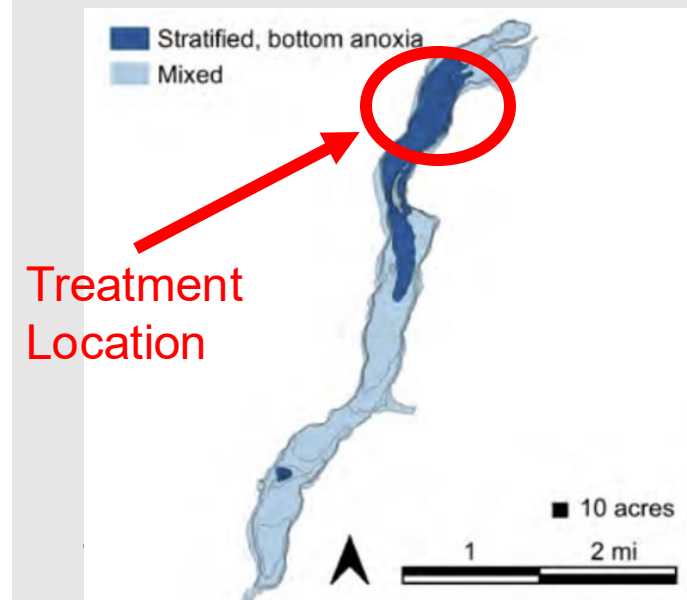 Stratified, bottom anoxia
Mixed
Treatment
Location
10 acres
1 2 mi